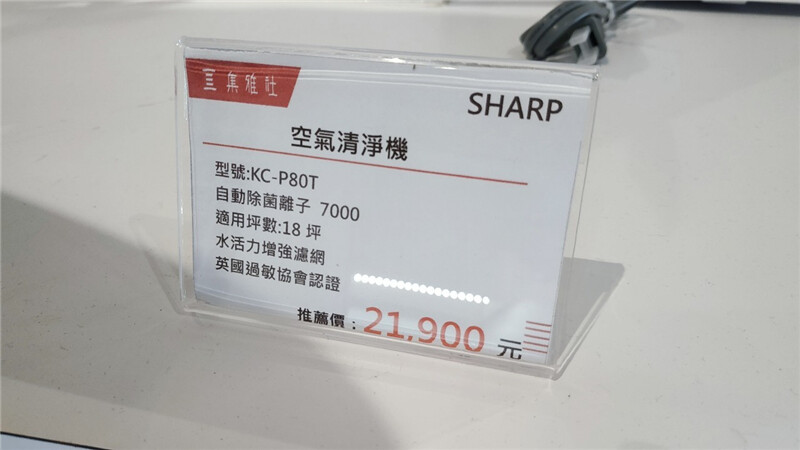 三 集雅社
SHARP
空氣清淨機
型號:KC-P80T
自動除菌離子 7000
適用坪數:18 坪
水活力增強濾網
英國過敏協會認證
推薦價：21,900 元